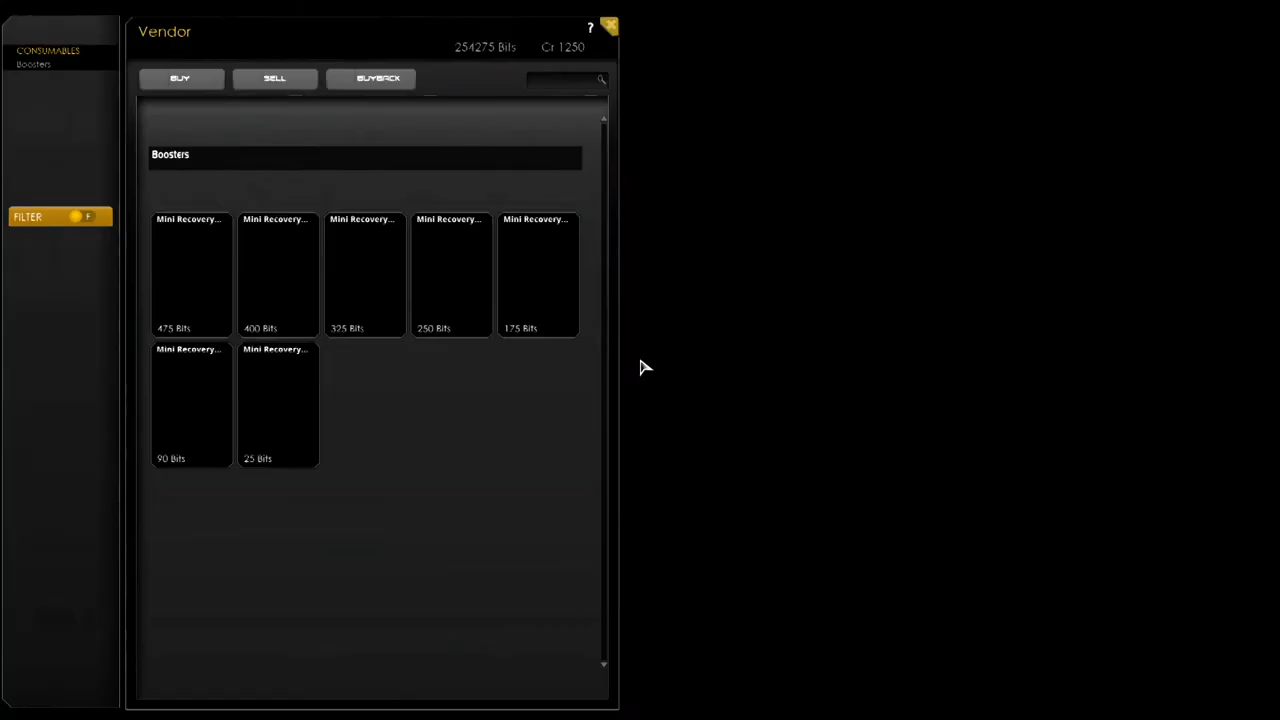 CONSUMABLES
Boosters
FILTER F
Vendor
?
254275 Bits Cr 1250
BUY SELL BUYBACK
Boosters
Mini Recovery... Mini Recovery... Mini Recovery... Mini Recovery... Mini Recovery...
475 Bits 400 Bits 325 Bits 250 Bits 175 Bits
Mini Recovery... Mini Recovery...
90 Bits 25 Bits